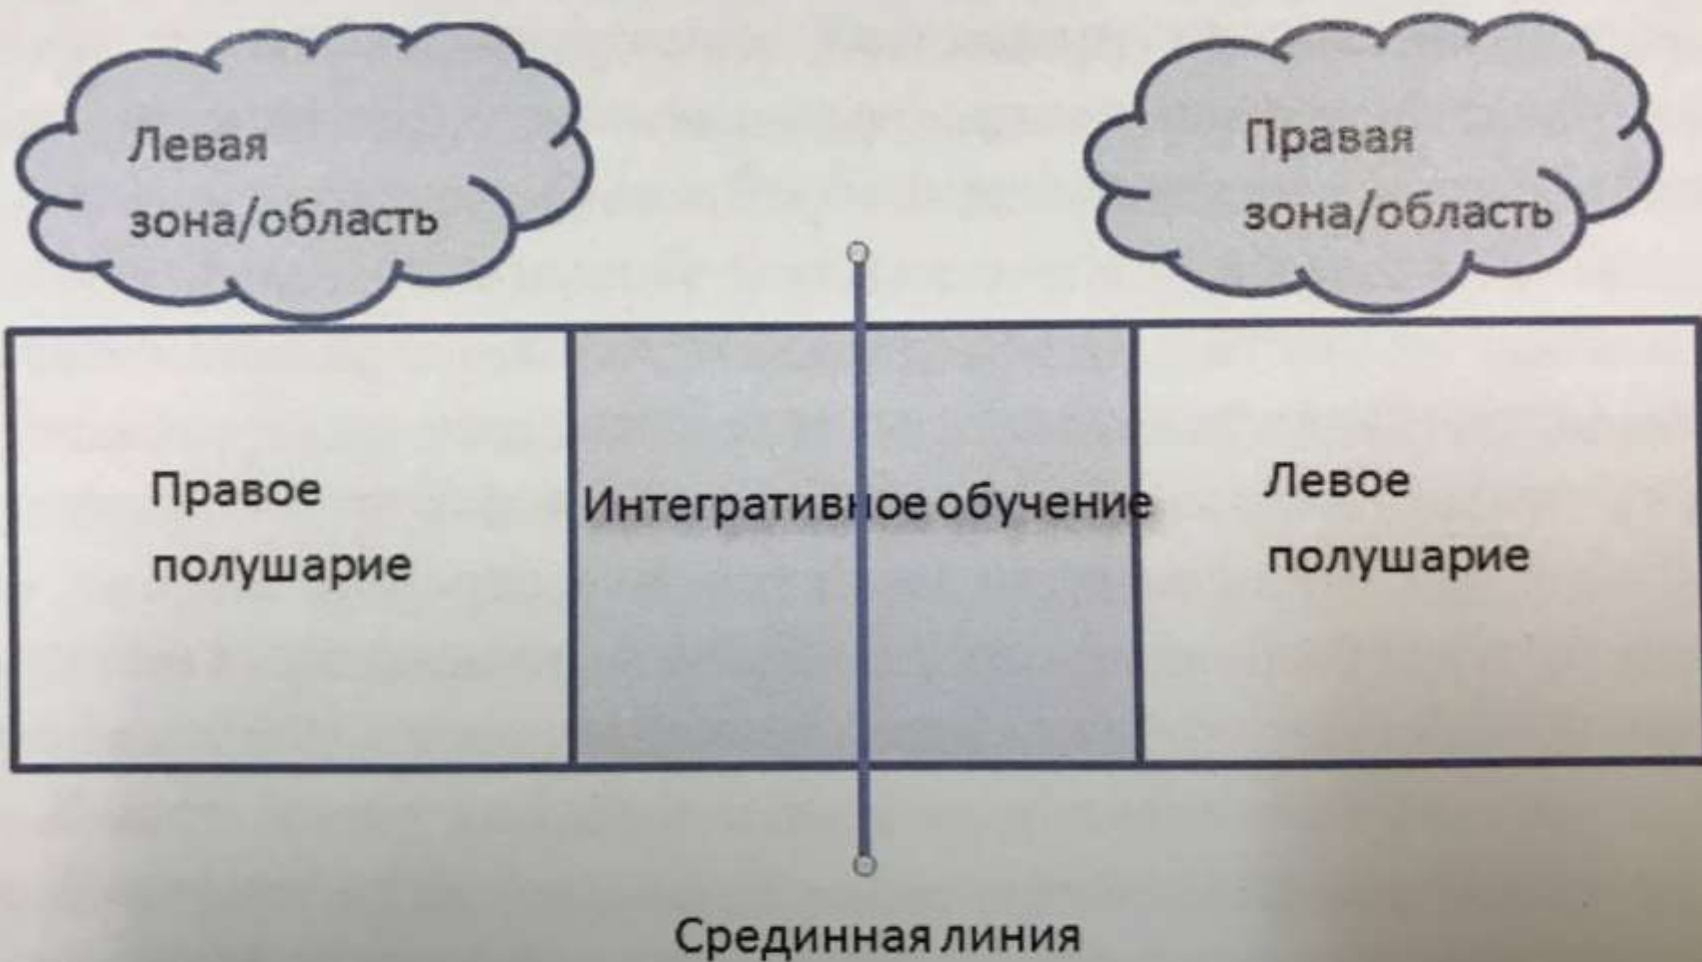 Левая
зона/область
Правая
зона/область
Правое
полушарие
Интегративное обучение
Левое
полушарие
Срединная линия